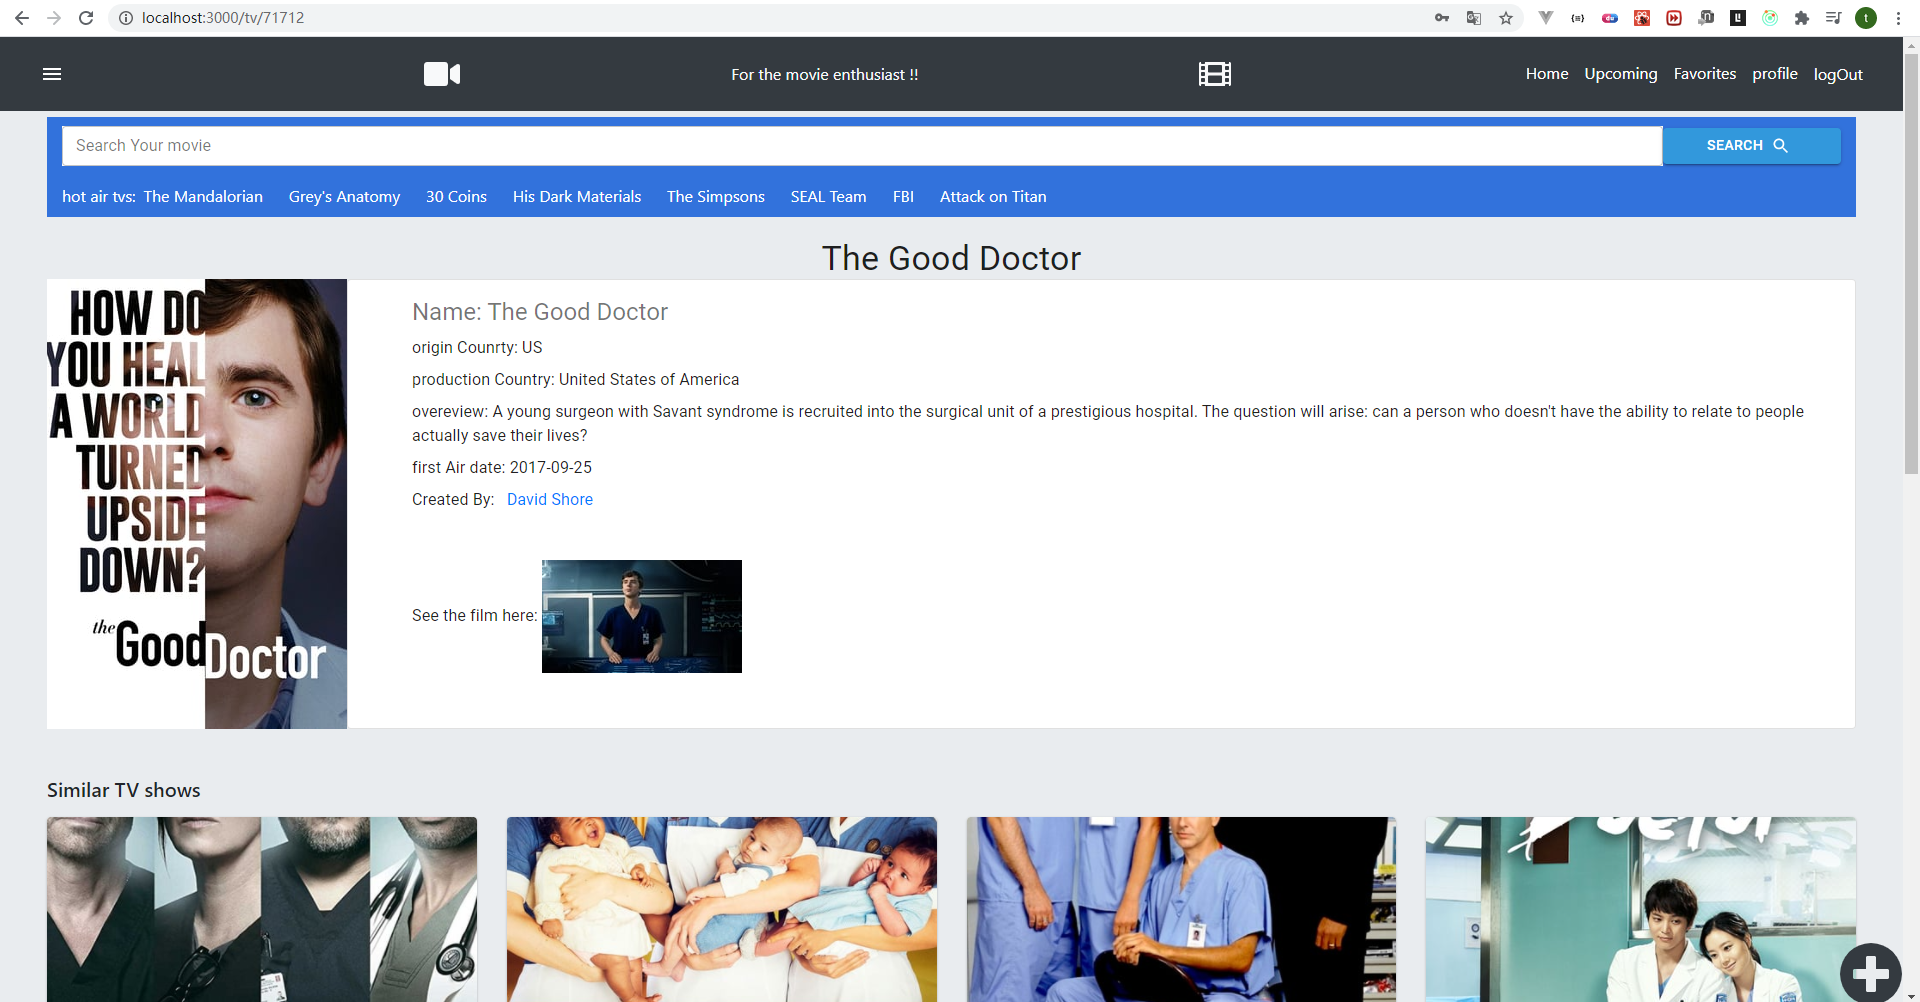 localhost:3000/tv/71712
For the movie enthusiast !!
Home Upcoming Favorites profile logOut
Search Your movie
SEARCH
hot air tvs: The Mandalorian Grey's Anatomy 30 Coins His Dark Materials The Simpsons SEAL Team FBI Attack on Titan
The Good Doctor
HOW DO
YOU HEAL
A WORLD
TURNED
UPSIDE
DOWN?
the Good Doctor
Name: The Good Doctor
origin Counrty: US
production Country: United States of America
overeview: A young surgeon with Savant syndrome is recruited into the surgical unit of a prestigious hospital. The question will arise: can a person who doesn't have the ability to relate to people
actually save their lives?
first Air date: 2017-09-25
Created By: David Shore
See the film here:
Similar TV shows